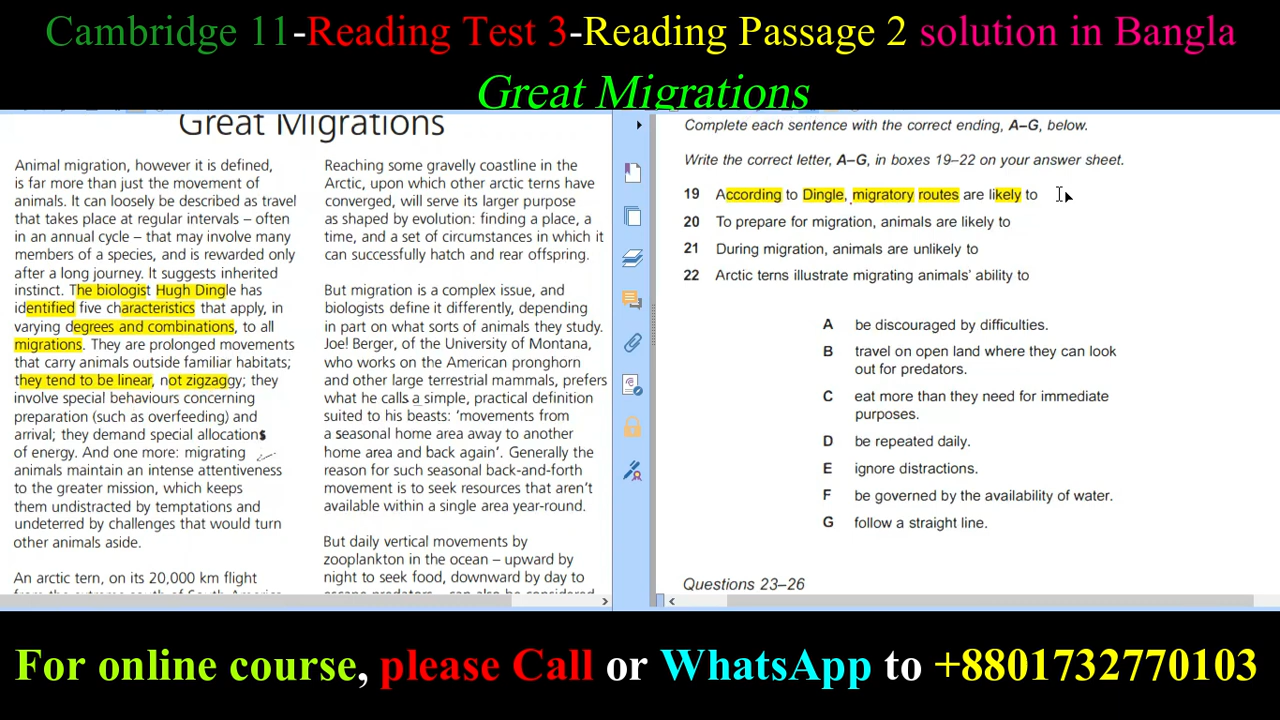 Cambridge 11-Reading Test 3-Reading Passage 2 solution in Bangla
Great Migrations
Great Migrations
Animal migration, however it is defined,
is far more than just the movement of
animals. It can loosely be described as travel
that takes place at regular intervals – often
in an annual cycle – that may involve many
members of a species, and is rewarded only
after a long journey. It suggests inherited
instinct. The biologist Hugh Dingle has
identified five characteristics that apply, in
varying degrees and combinations, to all
migrations. They are prolonged movements
that carry animals outside familiar habitats;
they tend to be linear, not zigzaggy; they
involve special behaviours concerning
preparation (such as overfeeding) and
arrival; they demand special allocations
of energy. And one more: migrating
animals maintain an intense attentiveness
to the greater mission, which keeps
them undistracted by temptations and
undeterred by challenges that would turn
other animals aside.
An arctic tern, on its 20,000 km flight
from the extreme south of South America
Reaching some gravelly coastline in the
Arctic, upon which other arctic terns have
converged, will serve its larger purpose
as shaped by evolution: finding a place, a
time, and a set of circumstances in which it
can successfully hatch and rear offspring.
But migration is a complex issue, and
biologists define it differently, depending
in part on what sorts of animals they study.
Joe! Berger, of the University of Montana,
who works on the American pronghorn
and other large terrestrial mammals, prefers
what he calls a simple, practical definition
suited to his beasts: 'movements from
a seasonal home area away to another
home area and back again'. Generally the
reason for such seasonal back-and-forth
movement is to seek resources that aren't
available within a single area year-round.
But daily vertical movements by
zooplankton in the ocean – upward by
night to seek food, downward by day to
escape predators – can also be considered
Complete each sentence with the correct ending, A–G, below.
Write the correct letter, A–G, in boxes 19–22 on your answer sheet.
19 According to Dingle, migratory routes are likely to
20 To prepare for migration, animals are likely to
21 During migration, animals are unlikely to
22 Arctic terns illustrate migrating animals' ability to
A be discouraged by difficulties.
B travel on open land where they can look
out for predators.
C eat more than they need for immediate
purposes.
D be repeated daily.
E ignore distractions.
F be governed by the availability of water.
G follow a straight line.
Questions 23–26
For online course, please Call or WhatsApp to +8801732770103